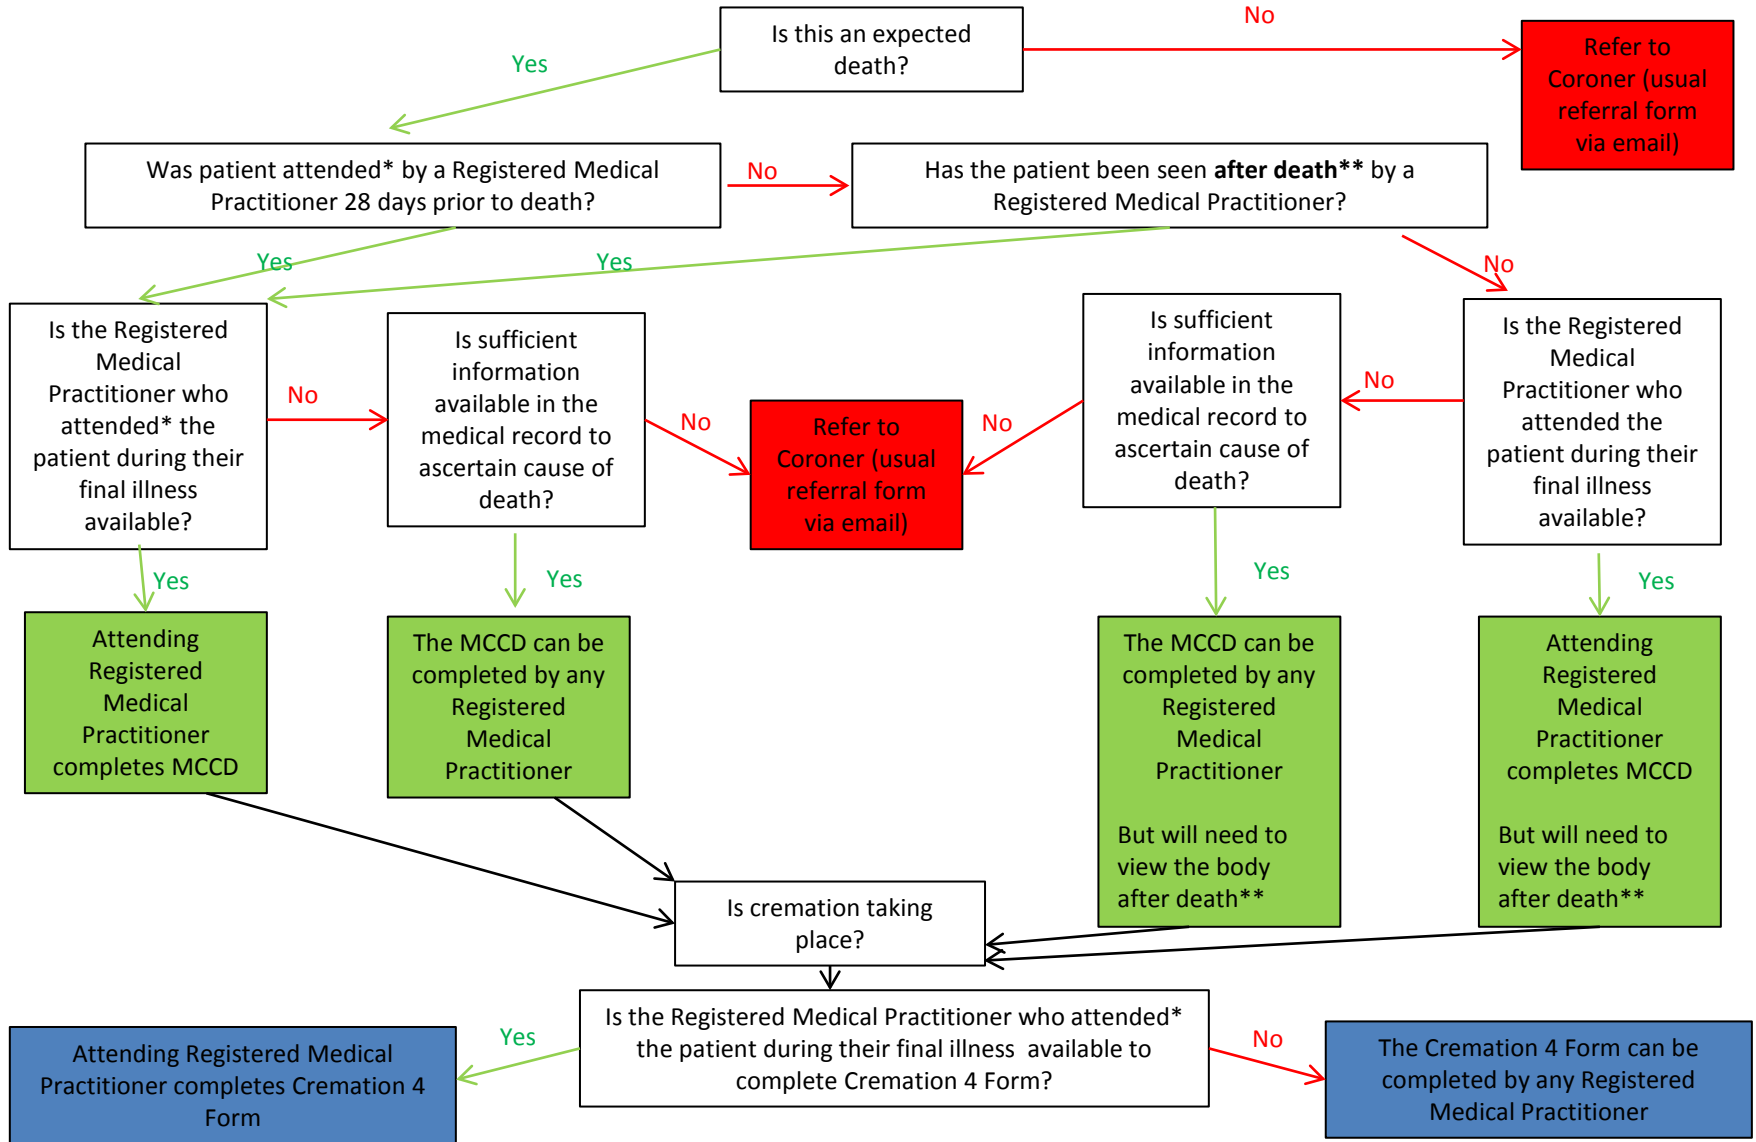 Is this an expected
death?
No
Refer to
Coroner (usual
referral form
via email)
Yes
Was patient attended* by a Registered Medical
Practitioner 28 days prior to death?
No
Has the patient been seen after death** by a
Registered Medical Practitioner?
Yes
Yes
No
Is the Registered
Medical
Practitioner who
attended* the
patient during their
final illness
available?
No
Is sufficient
information
available in the
medical record to
ascertain cause of
death?
No
Refer to
Coroner (usual
referral form
via email)
No
Is sufficient
information
available in the
medical record to
ascertain cause of
death?
No
Is the Registered
Medical
Practitioner who
attended the
patient during their
final illness
available?
Yes
Yes
Yes
Yes
Attending
Registered
Medical
Practitioner
completes MCCD
The MCCD can be
completed by any
Registered
Medical
Practitioner
The MCCD can be
completed by any
Registered
Medical
Practitioner
But will need to
view the body
after death**
Attending
Registered
Medical
Practitioner
completes MCCD
But will need to
view the body
after death**
Is cremation taking
place?
Is the Registered Medical Practitioner who attended*
the patient during their final illness available to
complete Cremation 4 Form?
Yes
Attending Registered Medical
Practitioner completes Cremation 4
Form
No
The Cremation 4 Form can be
completed by any Registered
Medical Practitioner